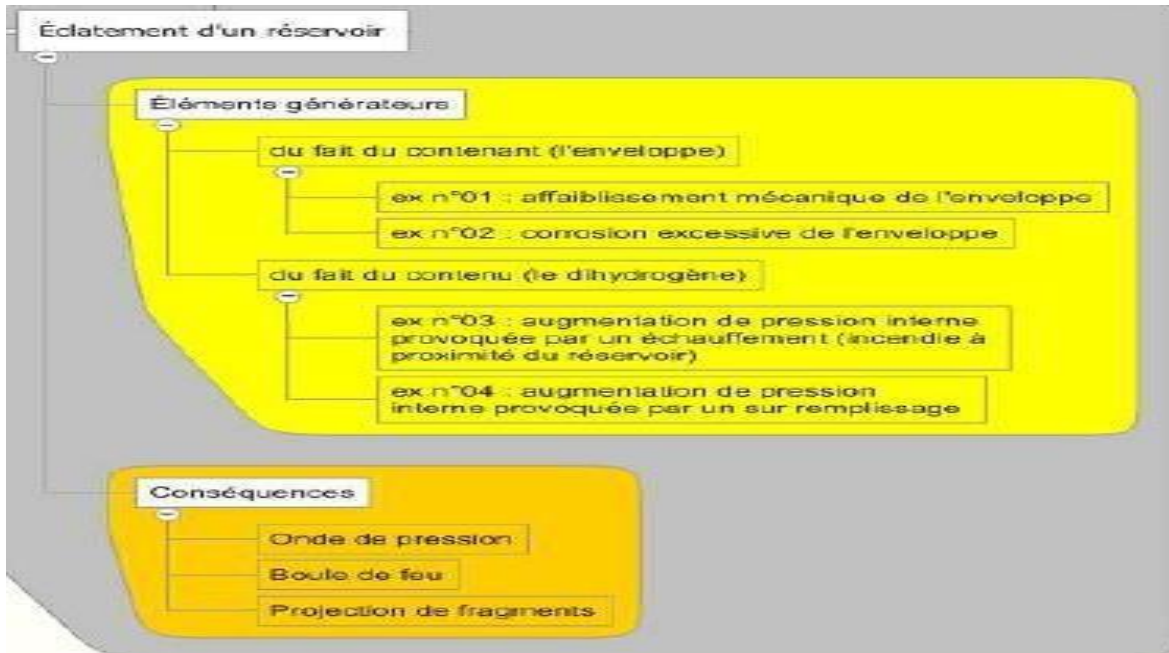 Éclatement d'un réservoir
Éléments générateurs
du fait du contenant (l'enveloppe)
ex n°01 : affaiblissement mécanique de l'enveloppe
ex n°02 : corrosion excessive de l'enveloppe
du fait du contenu (le dihydrogène)
ex n°03 : augmentation de pression interne
provoquée par un échauffement (incendie à
proximité du réservoir)
ex n°04 : augmentation de pression
interne provoquée par un sur remplissage
Conséquences
Onde de pression
Boule de feu
Projection de fragments